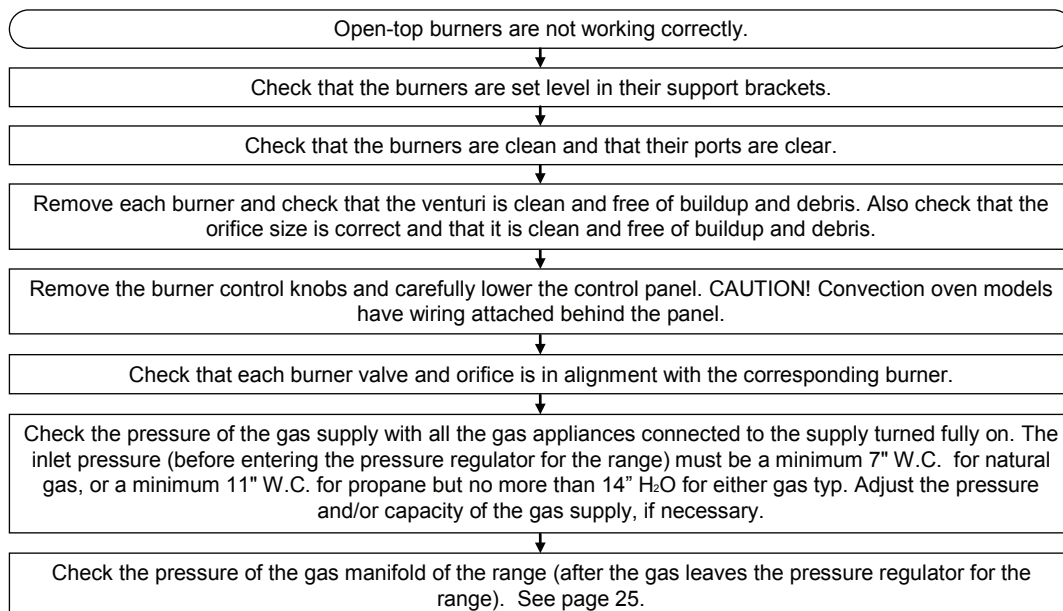 Open-top burners are not working correctly.
Check that the burners are set level in their support brackets.
Check that the burners are clean and that their ports are clear.
Remove each burner and check that the venturi is clean and free of buildup and debris. Also check that the
orifice size is correct and that it is clean and free of buildup and debris.
Remove the burner control knobs and carefully lower the control panel. CAUTION! Convection oven models
have wiring attached behind the panel.
Check that each burner valve and orifice is in alignment with the corresponding burner.
Check the pressure of the gas supply with all the gas appliances connected to the supply turned fully on. The
inlet pressure (before entering the pressure regulator for the range) must be a minimum 7" W.C. for natural
gas, or a minimum 11" W.C. for propane but no more than 14” H₂O for either gas typ. Adjust the pressure
and/or capacity of the gas supply, if necessary.
Check the pressure of the gas manifold of the range (after the gas leaves the pressure regulator for the
range). See page 25.